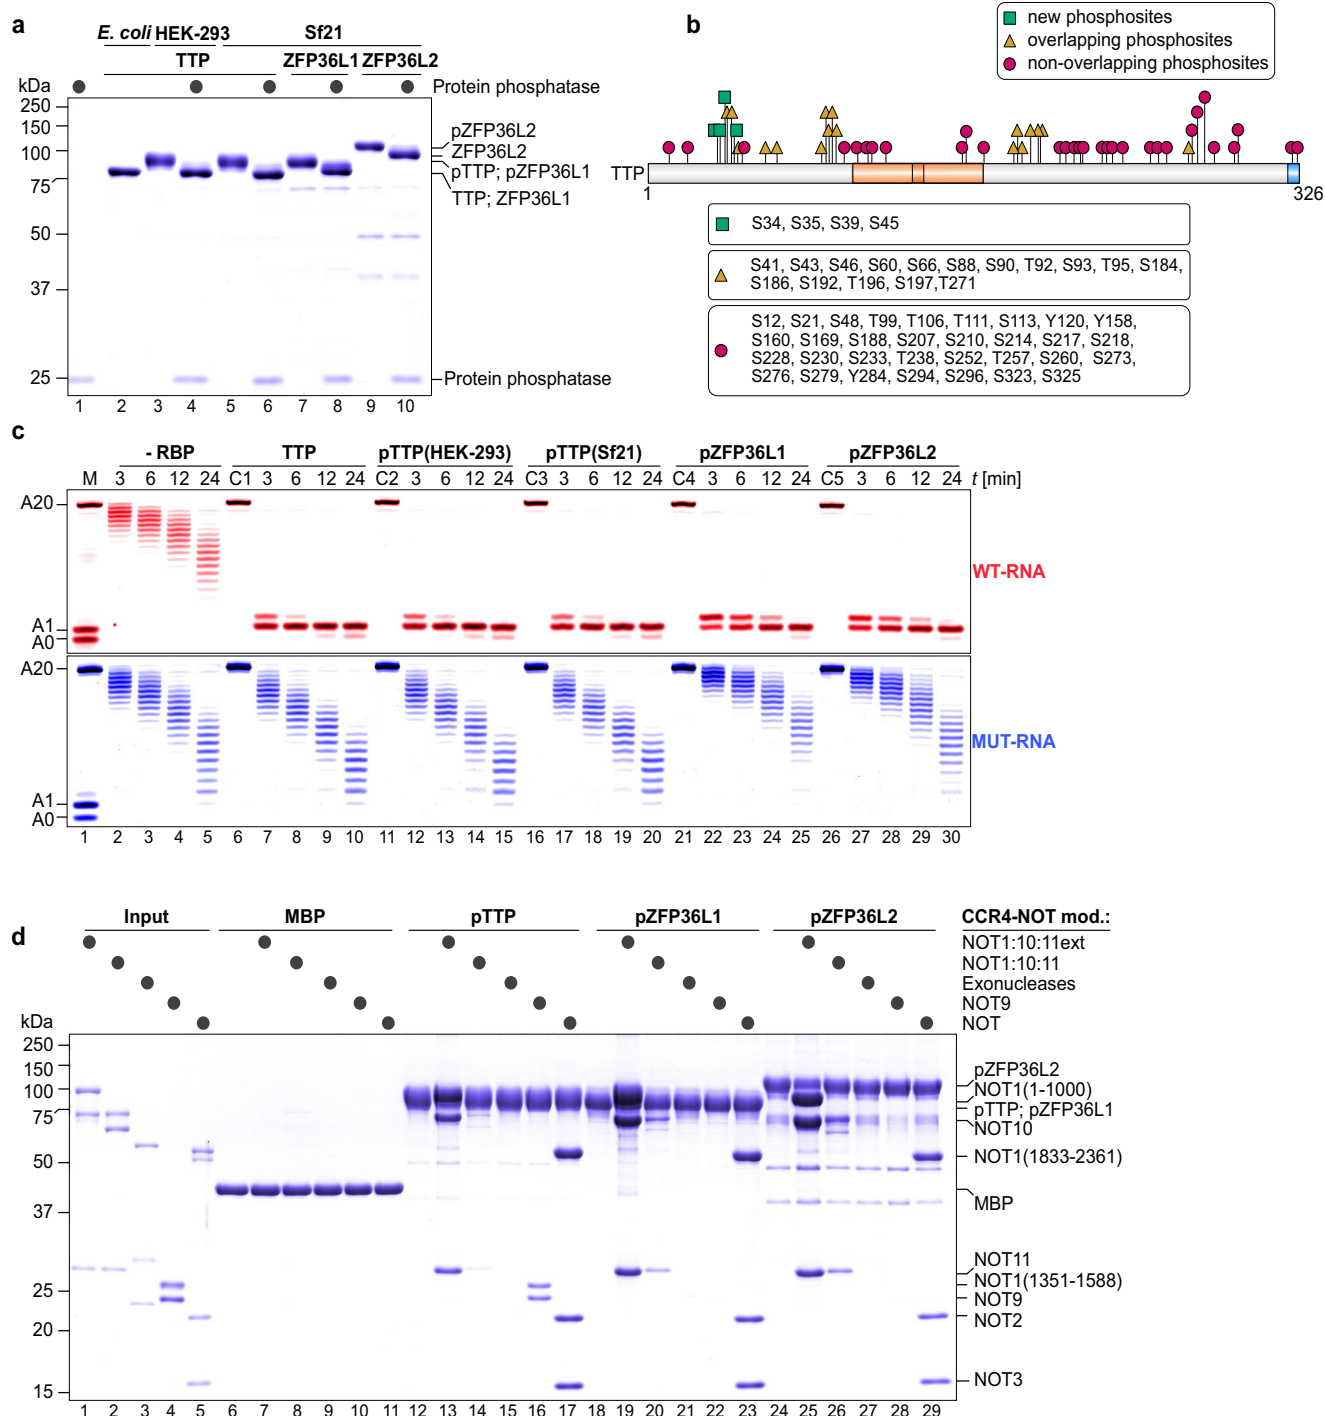 a
E. coli HEK-293 Sf21
TTP ZFP36L1 ZFP36L2
kDa Protein phosphatase
250
150
100
75
50
37
25
pZFP36L2
ZFP36L2
pTTP; pZFP36L1
TTP; ZFP36L1
Protein phosphatase
1 2 3 4 5 6 7 8 9 10
b
new phosphosites
overlapping phosphosites
non-overlapping phosphosites
TTP
1 326
S34, S35, S39, S45
S41, S43, S46, S60, S66, S88, S90, T92, S93, T95, S184,
S186, S192, T196, S197,T271
S12, S21, S48, T99, T106, T111, S113, Y120, Y158,
S160, S169, S188, S207, S210, S214, S217, S218,
S228, S230, S233, T238, S252, T257, S260, S273,
S276, S279, Y284, S294, S296, S323, S325
c
- RBP TTP pTTP(HEK-293) pTTP(Sf21) pZFP36L1 pZFP36L2
M 3 6 12 24 C1 3 6 12 24 C2 3 6 12 24 C3 3 6 12 24 C4 3 6 12 24 C5 3 6 12 24 t [min]
A20
A1
A0
WT-RNA
A20
A1
A0
MUT-RNA
1 2 3 4 5 6 7 8 9 10 11 12 13 14 15 16 17 18 19 20 21 22 23 24 25 26 27 28 29 30
d
Input MBP pTTP pZFP36L1 pZFP36L2 CCR4-NOT mod.:
NOT1:10:11ext
NOT1:10:11
Exonucleases
NOT9
NOT
kDa
250
150
100
75
50
37
25
20
15
pZFP36L2
NOT1(1-1000)
pTTP; pZFP36L1
NOT10
NOT1(1833-2361)
MBP
NOT11
NOT1(1351-1588)
NOT9
NOT2
NOT3
1 2 3 4 5 6 7 8 9 10 11 12 13 14 15 16 17 18 19 20 21 22 23 24 25 26 27 28 29